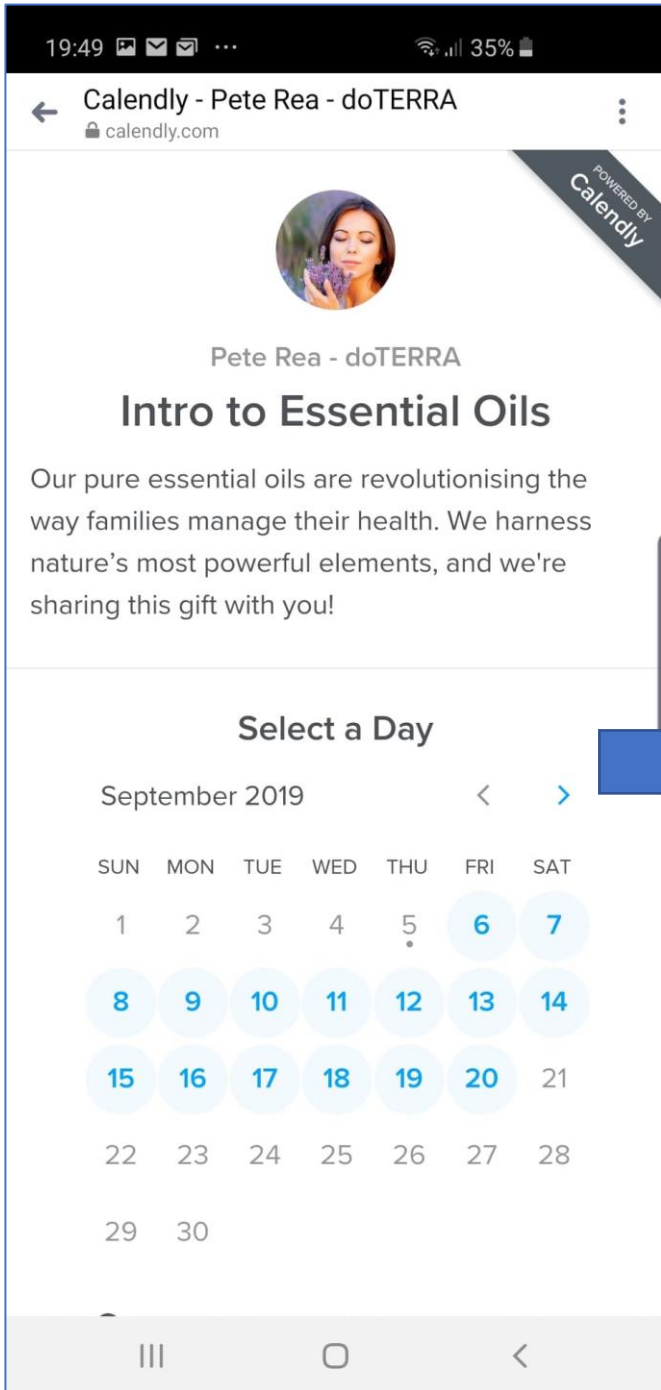 19:49 35%
Calendly - Pete Rea - doTERRA
calendly.com
POWERED BY
Calendly
Pete Rea - doTERRA
Intro to Essential Oils
Our pure essential oils are revolutionising the
way families manage their health. We harness
nature’s most powerful elements, and we're
sharing this gift with you!
Select a Day
September 2019
SUN MON TUE WED THU FRI SAT
1 2 3 4 5 6 7
8 9 10 11 12 13 14
15 16 17 18 19 20 21
22 23 24 25 26 27 28
29 30